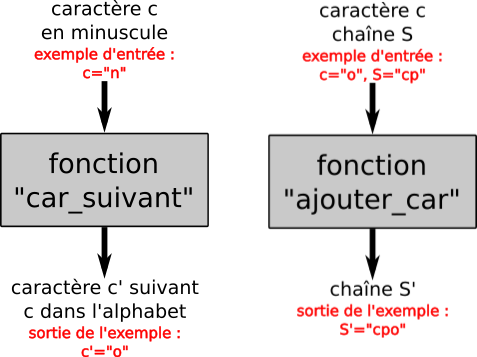 caractère c
en minuscule
exemple d'entrée :
c="n"
fonction
"car_suivant"
caractère c' suivant
c dans l'alphabet
sortie de l'exemple :
c'="o"
caractère c
chaîne S
exemple d'entrée :
c="o", S="cp"
fonction
"ajouter_car"
chaîne S'
sortie de l'exemple :
S'="cpo"